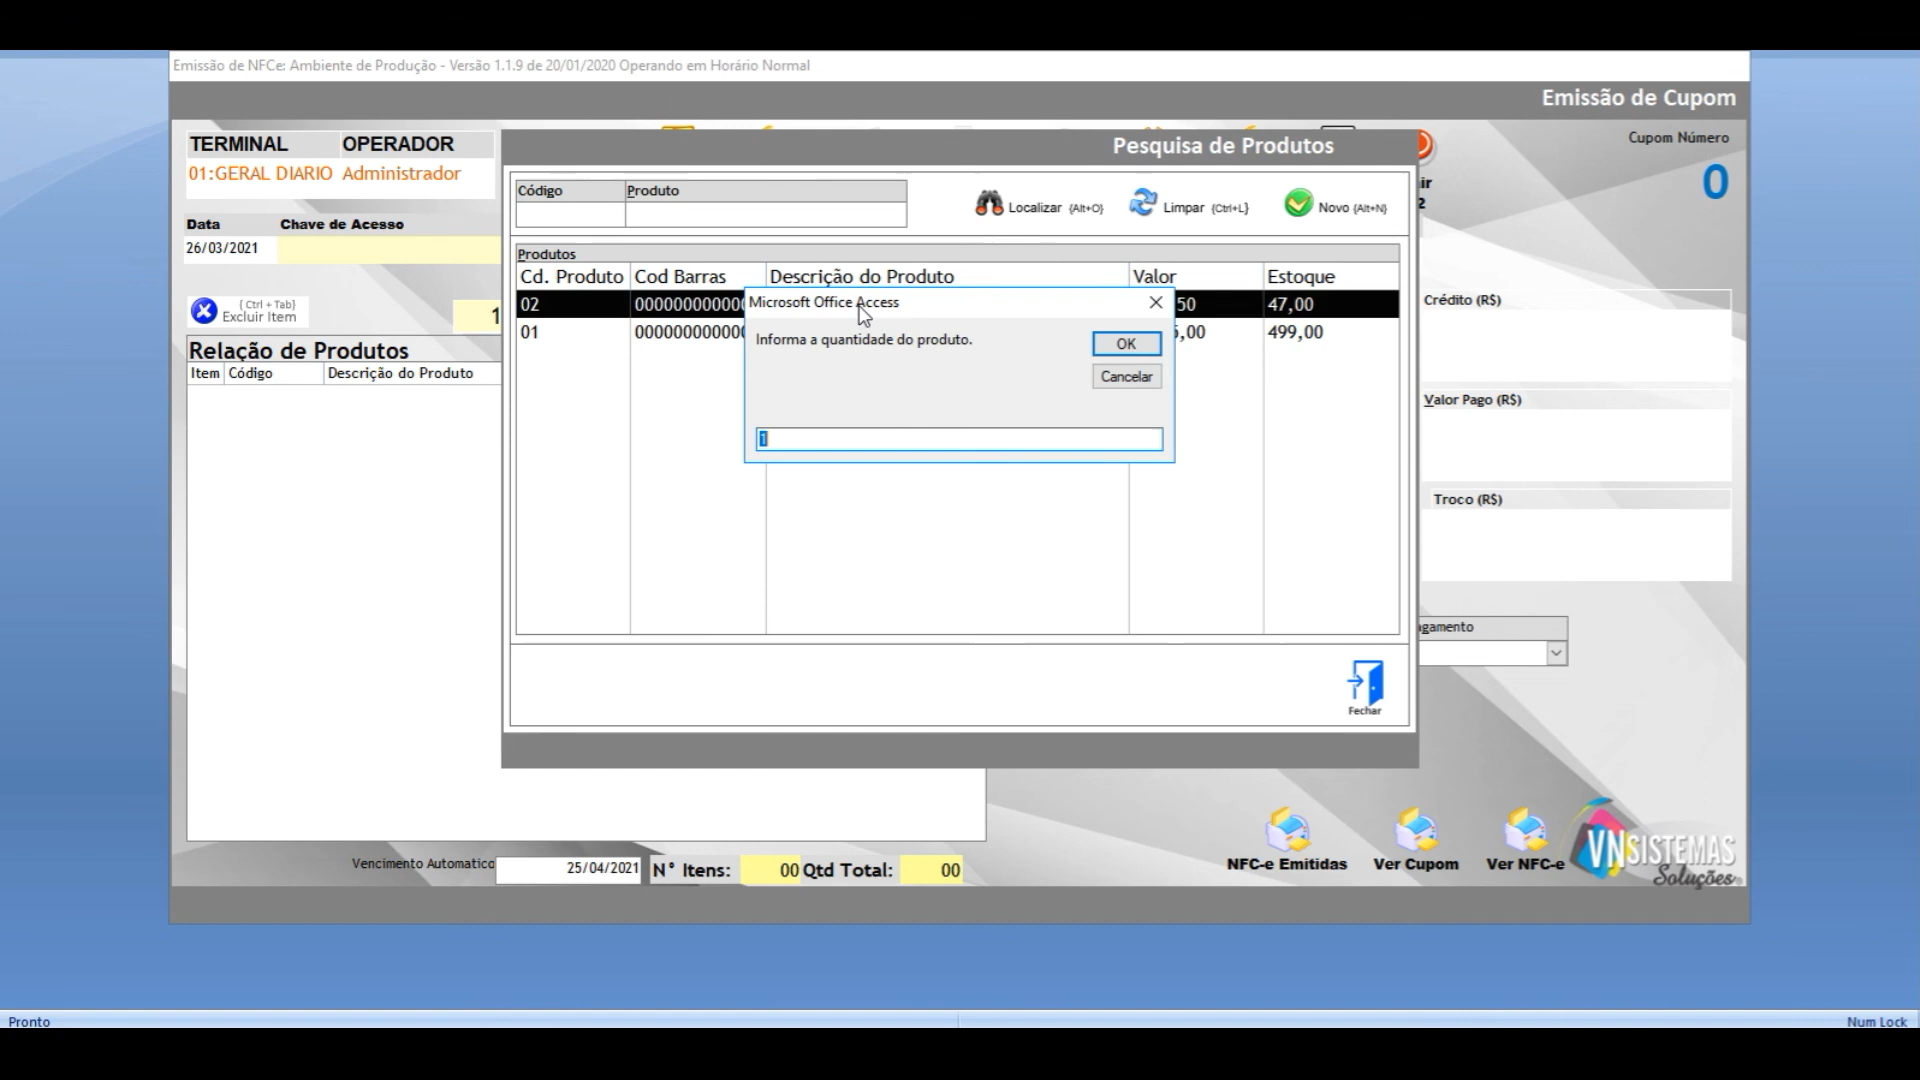 Emissão de NFCe: Ambiente de Produção - Versão 1.1.9 de 20/01/2020 Operando em Horário Normal
Emissão de Cupom
TERMINAL OPERADOR
01:GERAL DIARIO Administrador
Data Chave de Acesso
26/03/2021
{ Ctrl + Tab}
Excluir Item
1
Relação de Produtos
Item Código Descrição do Produto
Pesquisa de Produtos
Código Produto
Localizar {Alt+O} Limpar {Ctrl+L} Novo {Alt+N}
Produtos
Cd. Produto Cod Barras Descrição do Produto Valor Estoque
02 47,00
01 499,00
Microsoft Office Access
Informa a quantidade do produto.
OK
Cancelar
1
Fechar
Cupom Número
0
Crédito (R$)
Valor Pago (R$)
Troco (R$)
Vencimento Automatico 25/04/2021 N° Itens: 00 Qtd Total: 00
NFC-e Emitidas Ver Cupom Ver NFC-e
VNSISTEMAS
Soluções
Pronto Num Lock